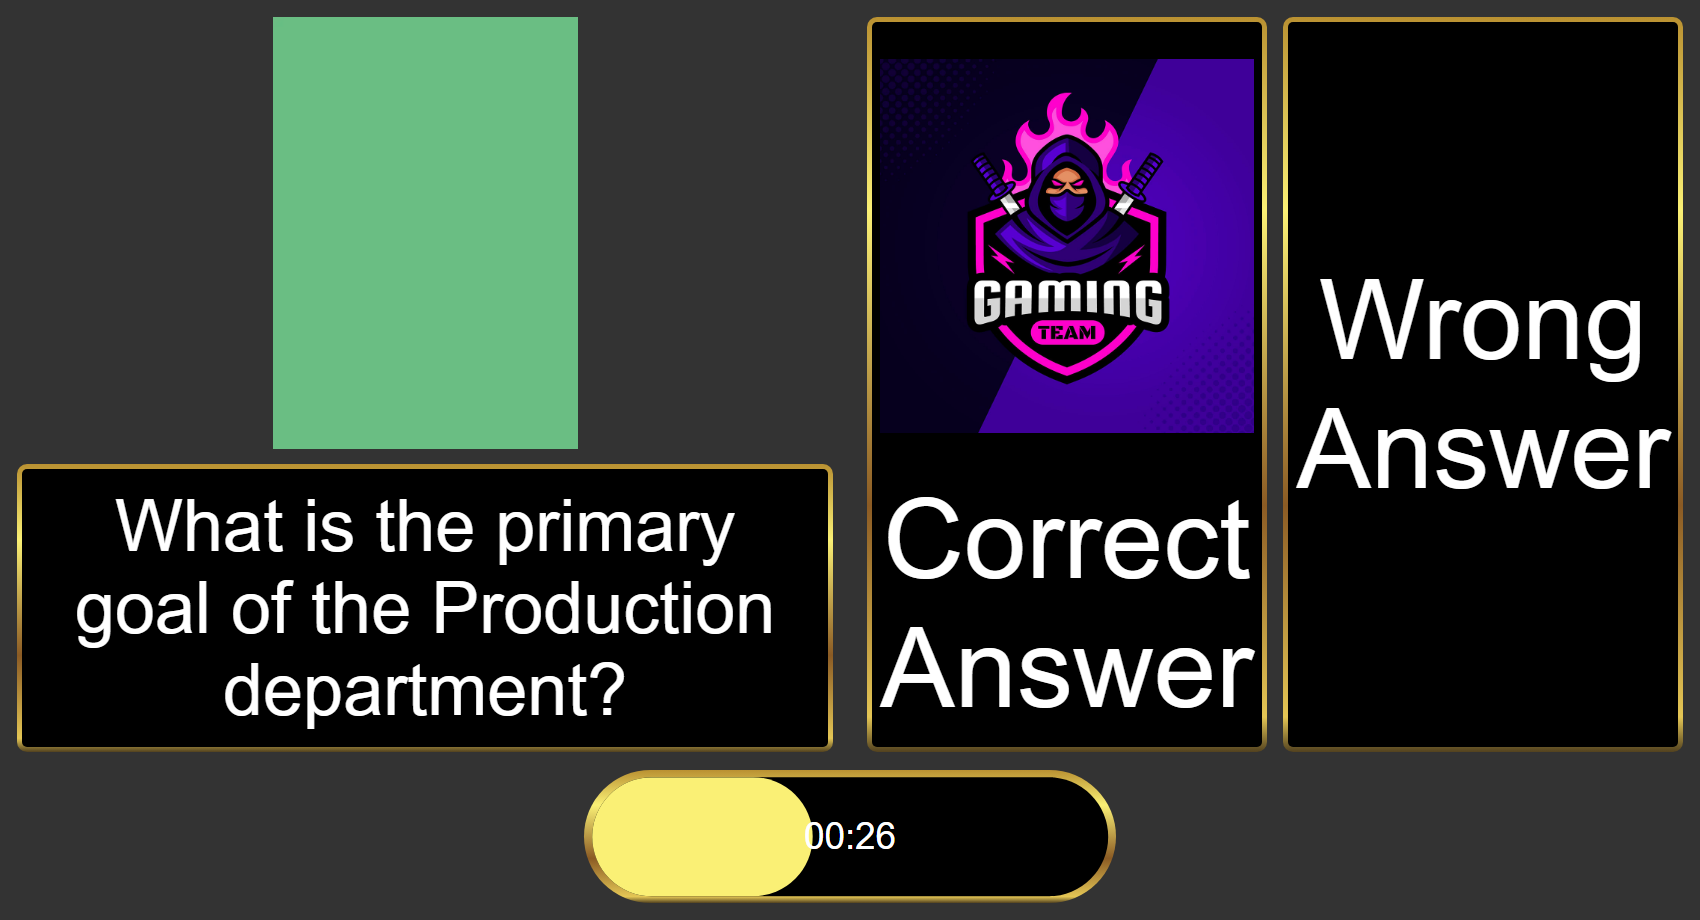 What is the primary
goal of the Production
department?
GAMING
TEAM
Correct
Answer
Wrong
Answer
00:26